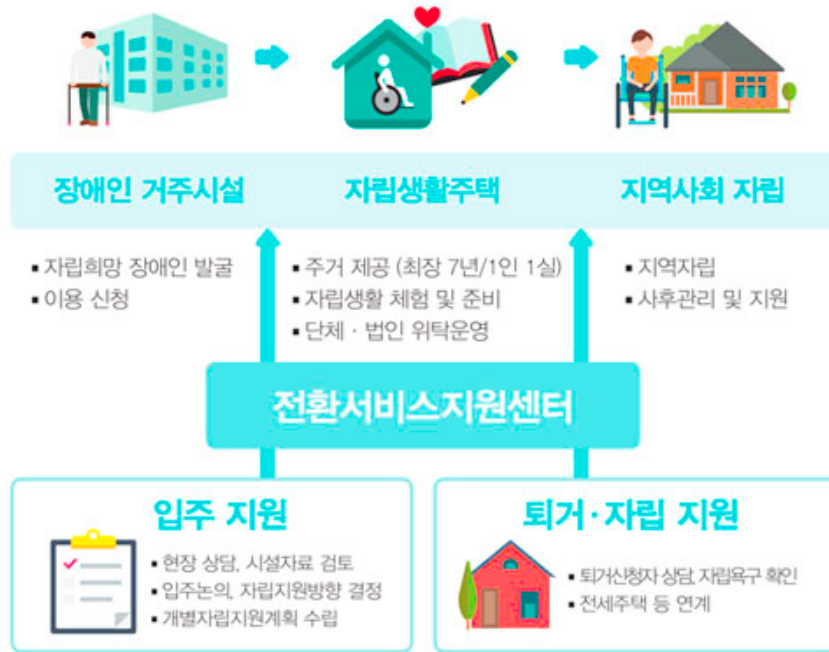 장애인 거주시설
자립생활주택
지역사회 자립
▪ 자립희망 장애인 발굴
▪ 이용 신청
▪ 주거 제공 (최장 7년/1인 1실)
▪ 자립생활 체험 및 준비
▪ 단체 · 법인 위탁운영
▪ 지역자립
▪ 사후관리 및 지원
전환서비스지원센터
입주 지원
▪ 현장 상담, 시설자료 검토
▪ 입주논의, 자립지원방향 결정
▪ 개별자립지원계획 수립
퇴거·자립 지원
▪ 퇴거신청자 상담, 자립욕구 확인
▪ 전세주택 등 연계